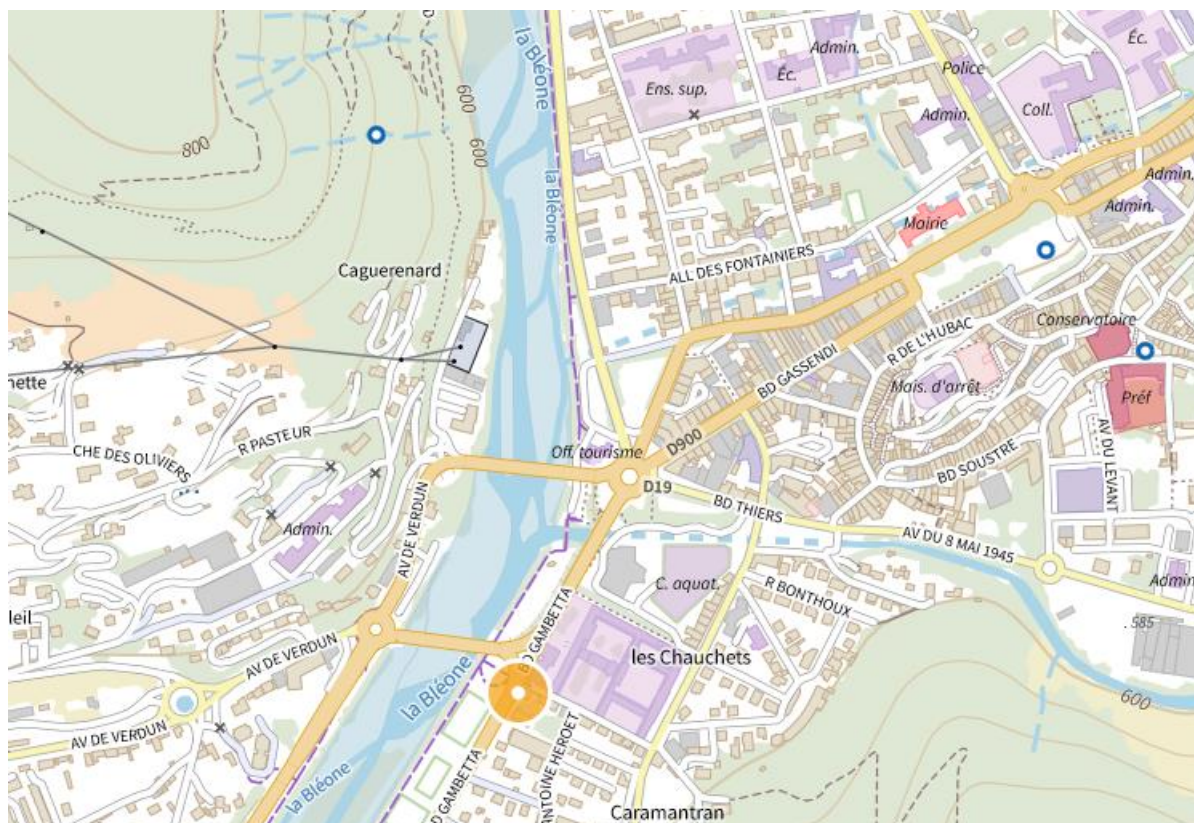 la Bléone
Admin.
Éc.
Éc.
Police
Ens. sup.
Admin.
Coll.
600
800
600
la Bléone
Admin.
Admin.
Mairie
ALL DES FONTAINIERS
Caguerenard
Conservatoire
R DE L'HUBAC
BD GASSENDI
Mais. d'arrêt
Préf
nette
R PASTEUR
CHE DES OLIVIERS
Off. tourisme
D900
BD SOUSTRE
AV DU LEVANT
D19
BD THIERS
AV DE VERDUN
Admin.
AV DU 8 MAI 1945
C. aquat.
R BONTHOUX
Admin
leil
BD GAMBETTA
. 585
AV DE VERDUN
les Chauchets
la Bléone
600
AV DE VERDUN
la Bléone
D GAMBETTA
ANTOINE HEROET
Caramantran